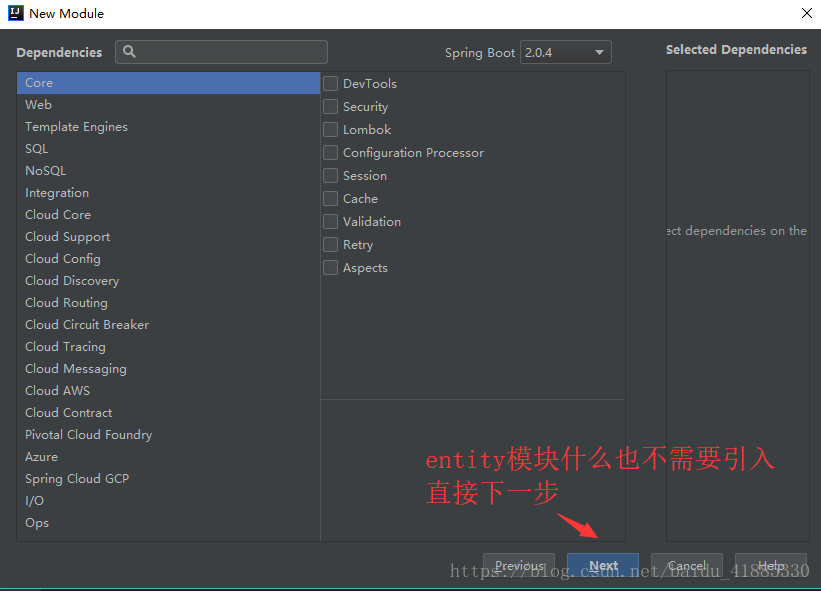 New Module
Dependencies
Spring Boot 2.0.4
Selected Dependencies
Core
Web
Template Engines
SQL
NoSQL
Integration
Cloud Core
Cloud Support
Cloud Config
Cloud Discovery
Cloud Routing
Cloud Circuit Breaker
Cloud Tracing
Cloud Messaging
Cloud AWS
Cloud Contract
Pivotal Cloud Foundry
Azure
Spring Cloud GCP
I/O
Ops
DevTools
Security
Lombok
Configuration Processor
Session
Cache
Validation
Retry
Aspects
ect dependencies on the
entity模块什么也不需要引入
直接下一步
Previous Next Cancel Help
https://blog.csdn.net/baidu_41885330